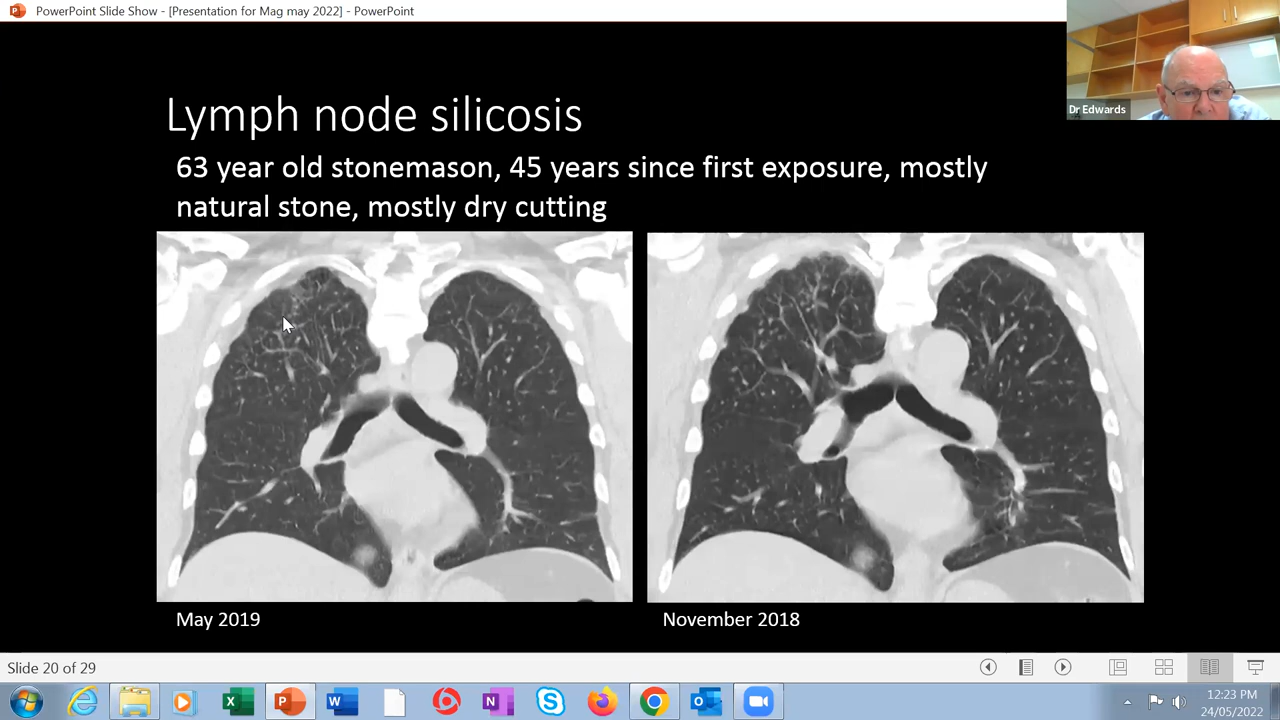 PowerPoint Slide Show - [Presentation for Mag may 2022] - PowerPoint
Dr Edwards
Lymph node silicosis
63 year old stonemason, 45 years since first exposure, mostly
natural stone, mostly dry cutting
May 2019
November 2018
Slide 20 of 29
12:23 PM
24/05/2022